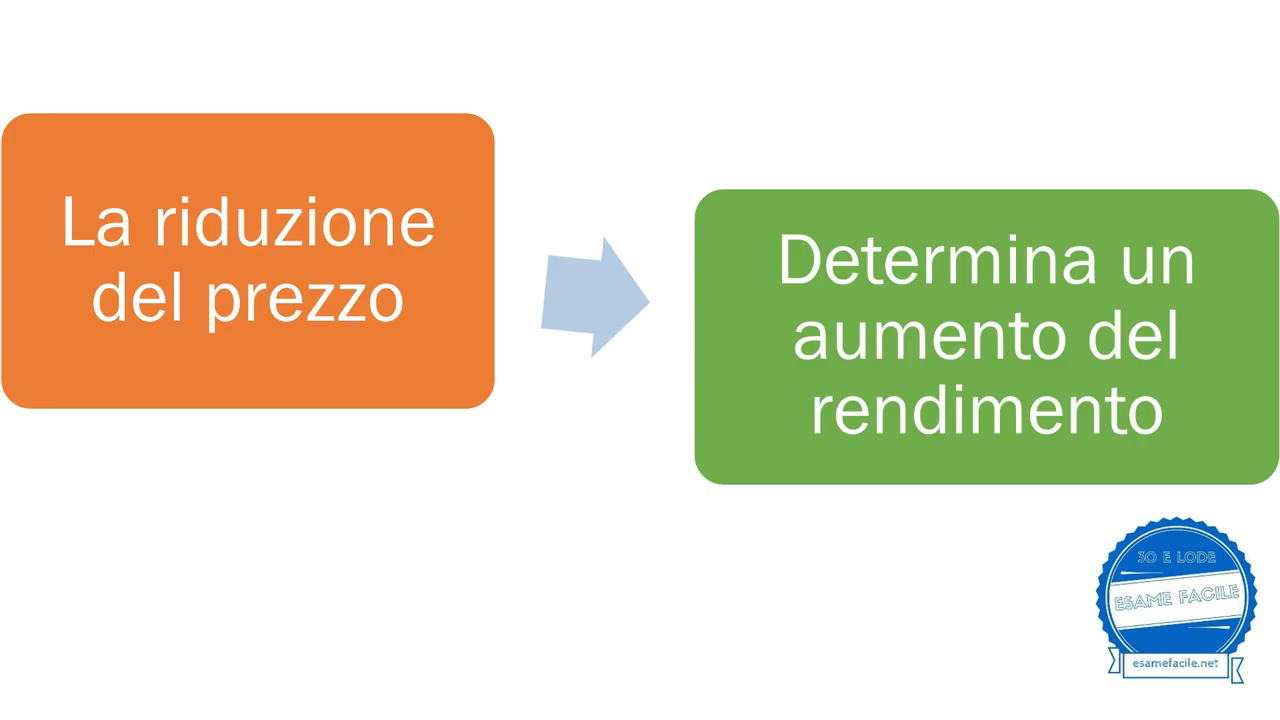 La riduzione
del prezzo
Determina un
aumento del
rendimento
30 E LODE
ESAME FACILE
esamefacile.net